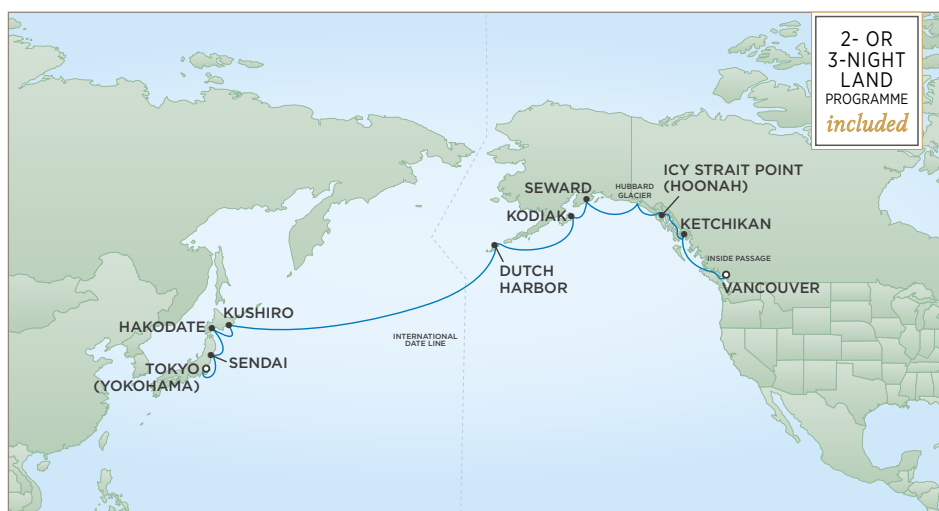 2- OR
3-NIGHT
LAND
PROGRAMME
included
ICY STRAIT POINT
(HOONAH)
SEWARD
HUBBARD
GLACIER
KODIAK
KETCHIKAN
INSIDE PASSAGE
DUTCH
HARBOR
VANCOUVER
KUSHIRO
HAKODATE
INTERNATIONAL
DATE LINE
SENDAI
TOKYO
(YOKOHAMA)